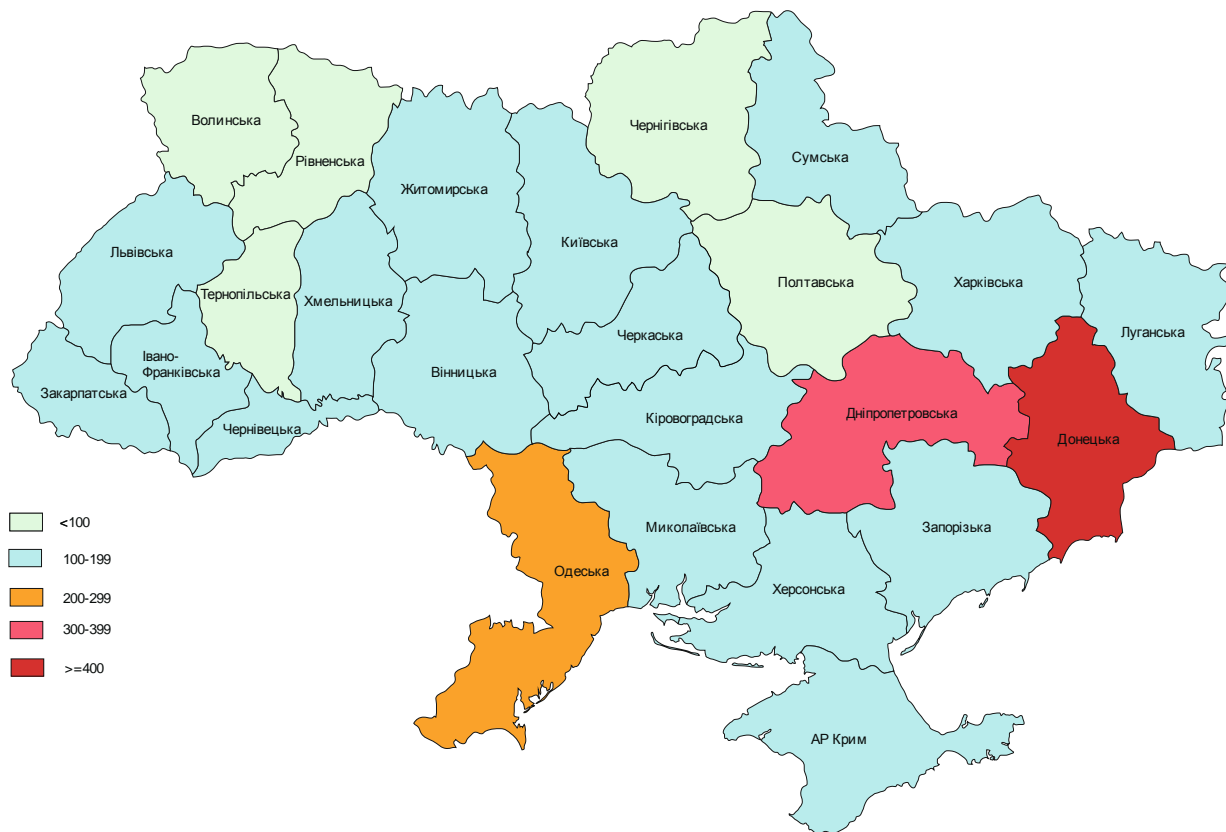 Волинська
Рівненська
Чернігівська
Сумська
Житомирська
Київська
Львівська
Тернопільська
Хмельницька
Полтавська
Харківська
Луганська
Черкаська
Івано-
Франківська
Закарпатська
Вінницька
Чернівецька
Кіровоградська
Дніпропетровська
Донецька
Миколаївська
Запорізька
Одеська
Херсонська
АР Крим
<100
100-199
200-299
300-399
>=400